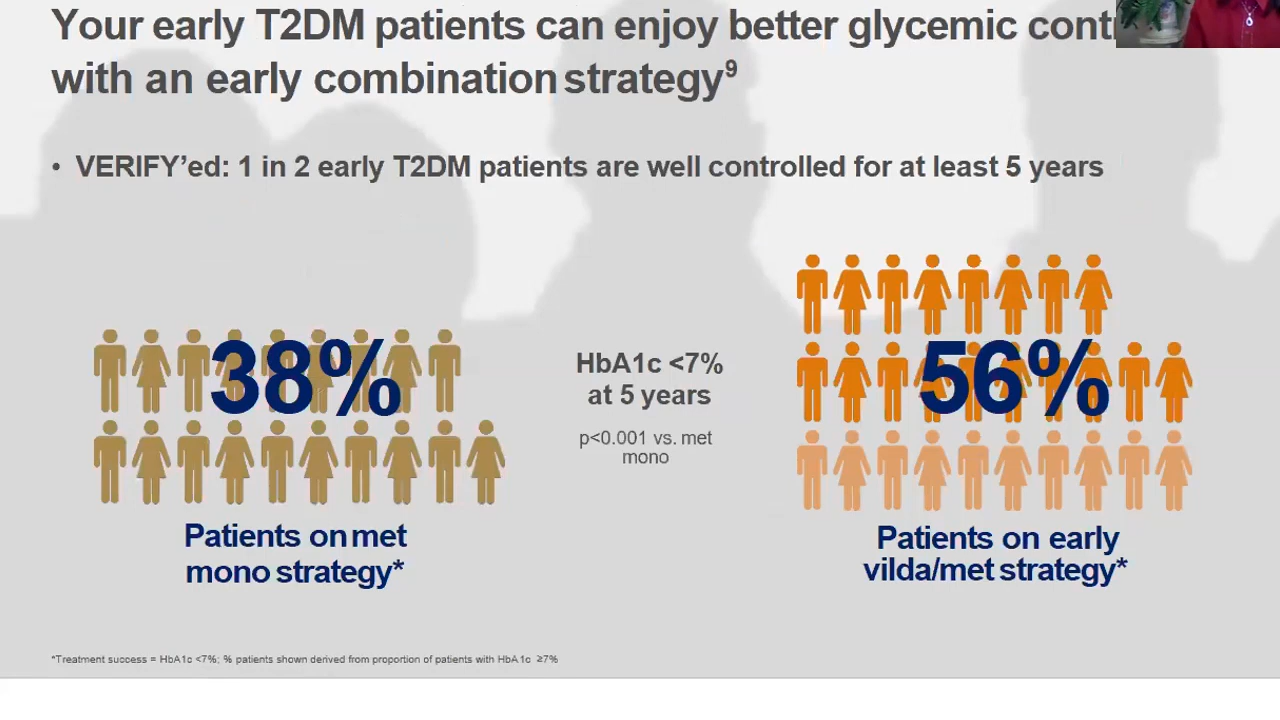 Your early T2DM patients can enjoy better glycemic
with an early combination strategy⁹
• VERIFY’ed: 1 in 2 early T2DM patients are well controlled for at least 5 years
38%
Patients on met
mono strategy*
HbA1c <7%
at 5 years
p<0.001 vs. met
mono
56%
Patients on early
vilda/met strategy*
*Treatment success = HbA1c <7%; % patients shown derived from proportion of patients with HbA1c ≥7%